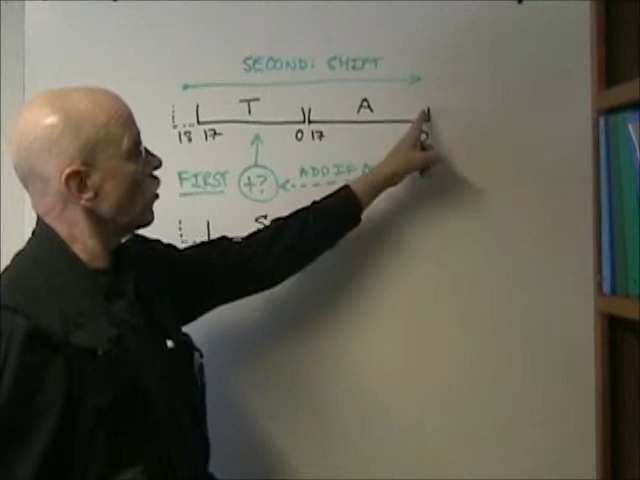 SECOND: SHIFT
T A
18 17 0 17 0
FIRST +? ADD IF
S